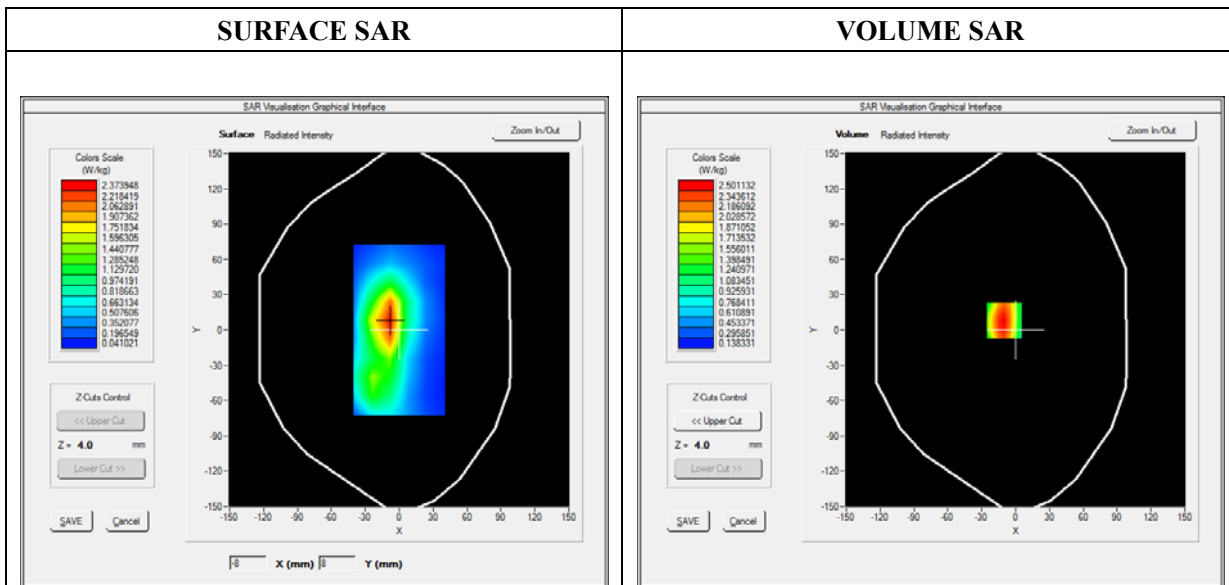 SURFACE SAR
VOLUME SAR
SAR Visualisation Graphical Interface
Surface Radiated Intensity
Zoom In/Out
Colors Scale
(W/kg)
2.373948
2.218419
2.062891
1.907362
1.751834
1.596305
1.440777
1.285248
1.129720
0.974191
0.818663
0.663134
0.507606
0.352077
0.196549
0.041021
150
120
90
60
30
0
-30
-60
-90
-120
-150
Y
-150 -120 -90 -60 -30 0 30 60 90 120 150
X
Z-Cuts Control
<< Upper Cut
Z = 4.0 mm
Lower Cut >>
SAVE Cancel
-8 X (mm) 8 Y (mm)
SAR Visualisation Graphical Interface
Volume Radiated Intensity
Zoom In/Out
Colors Scale
(W/kg)
2.501132
2.343612
2.186092
2.028572
1.871052
1.713532
1.556011
1.398491
1.240971
1.083451
0.925931
0.768411
0.610891
0.453371
0.295851
0.138331
150
120
90
60
30
0
-30
-60
-90
-120
-150
Y
-150 -120 -90 -60 -30 0 30 60 90 120 150
X
Z-Cuts Control
<< Upper Cut
Z = 4.0 mm
Lower Cut >>
SAVE Cancel